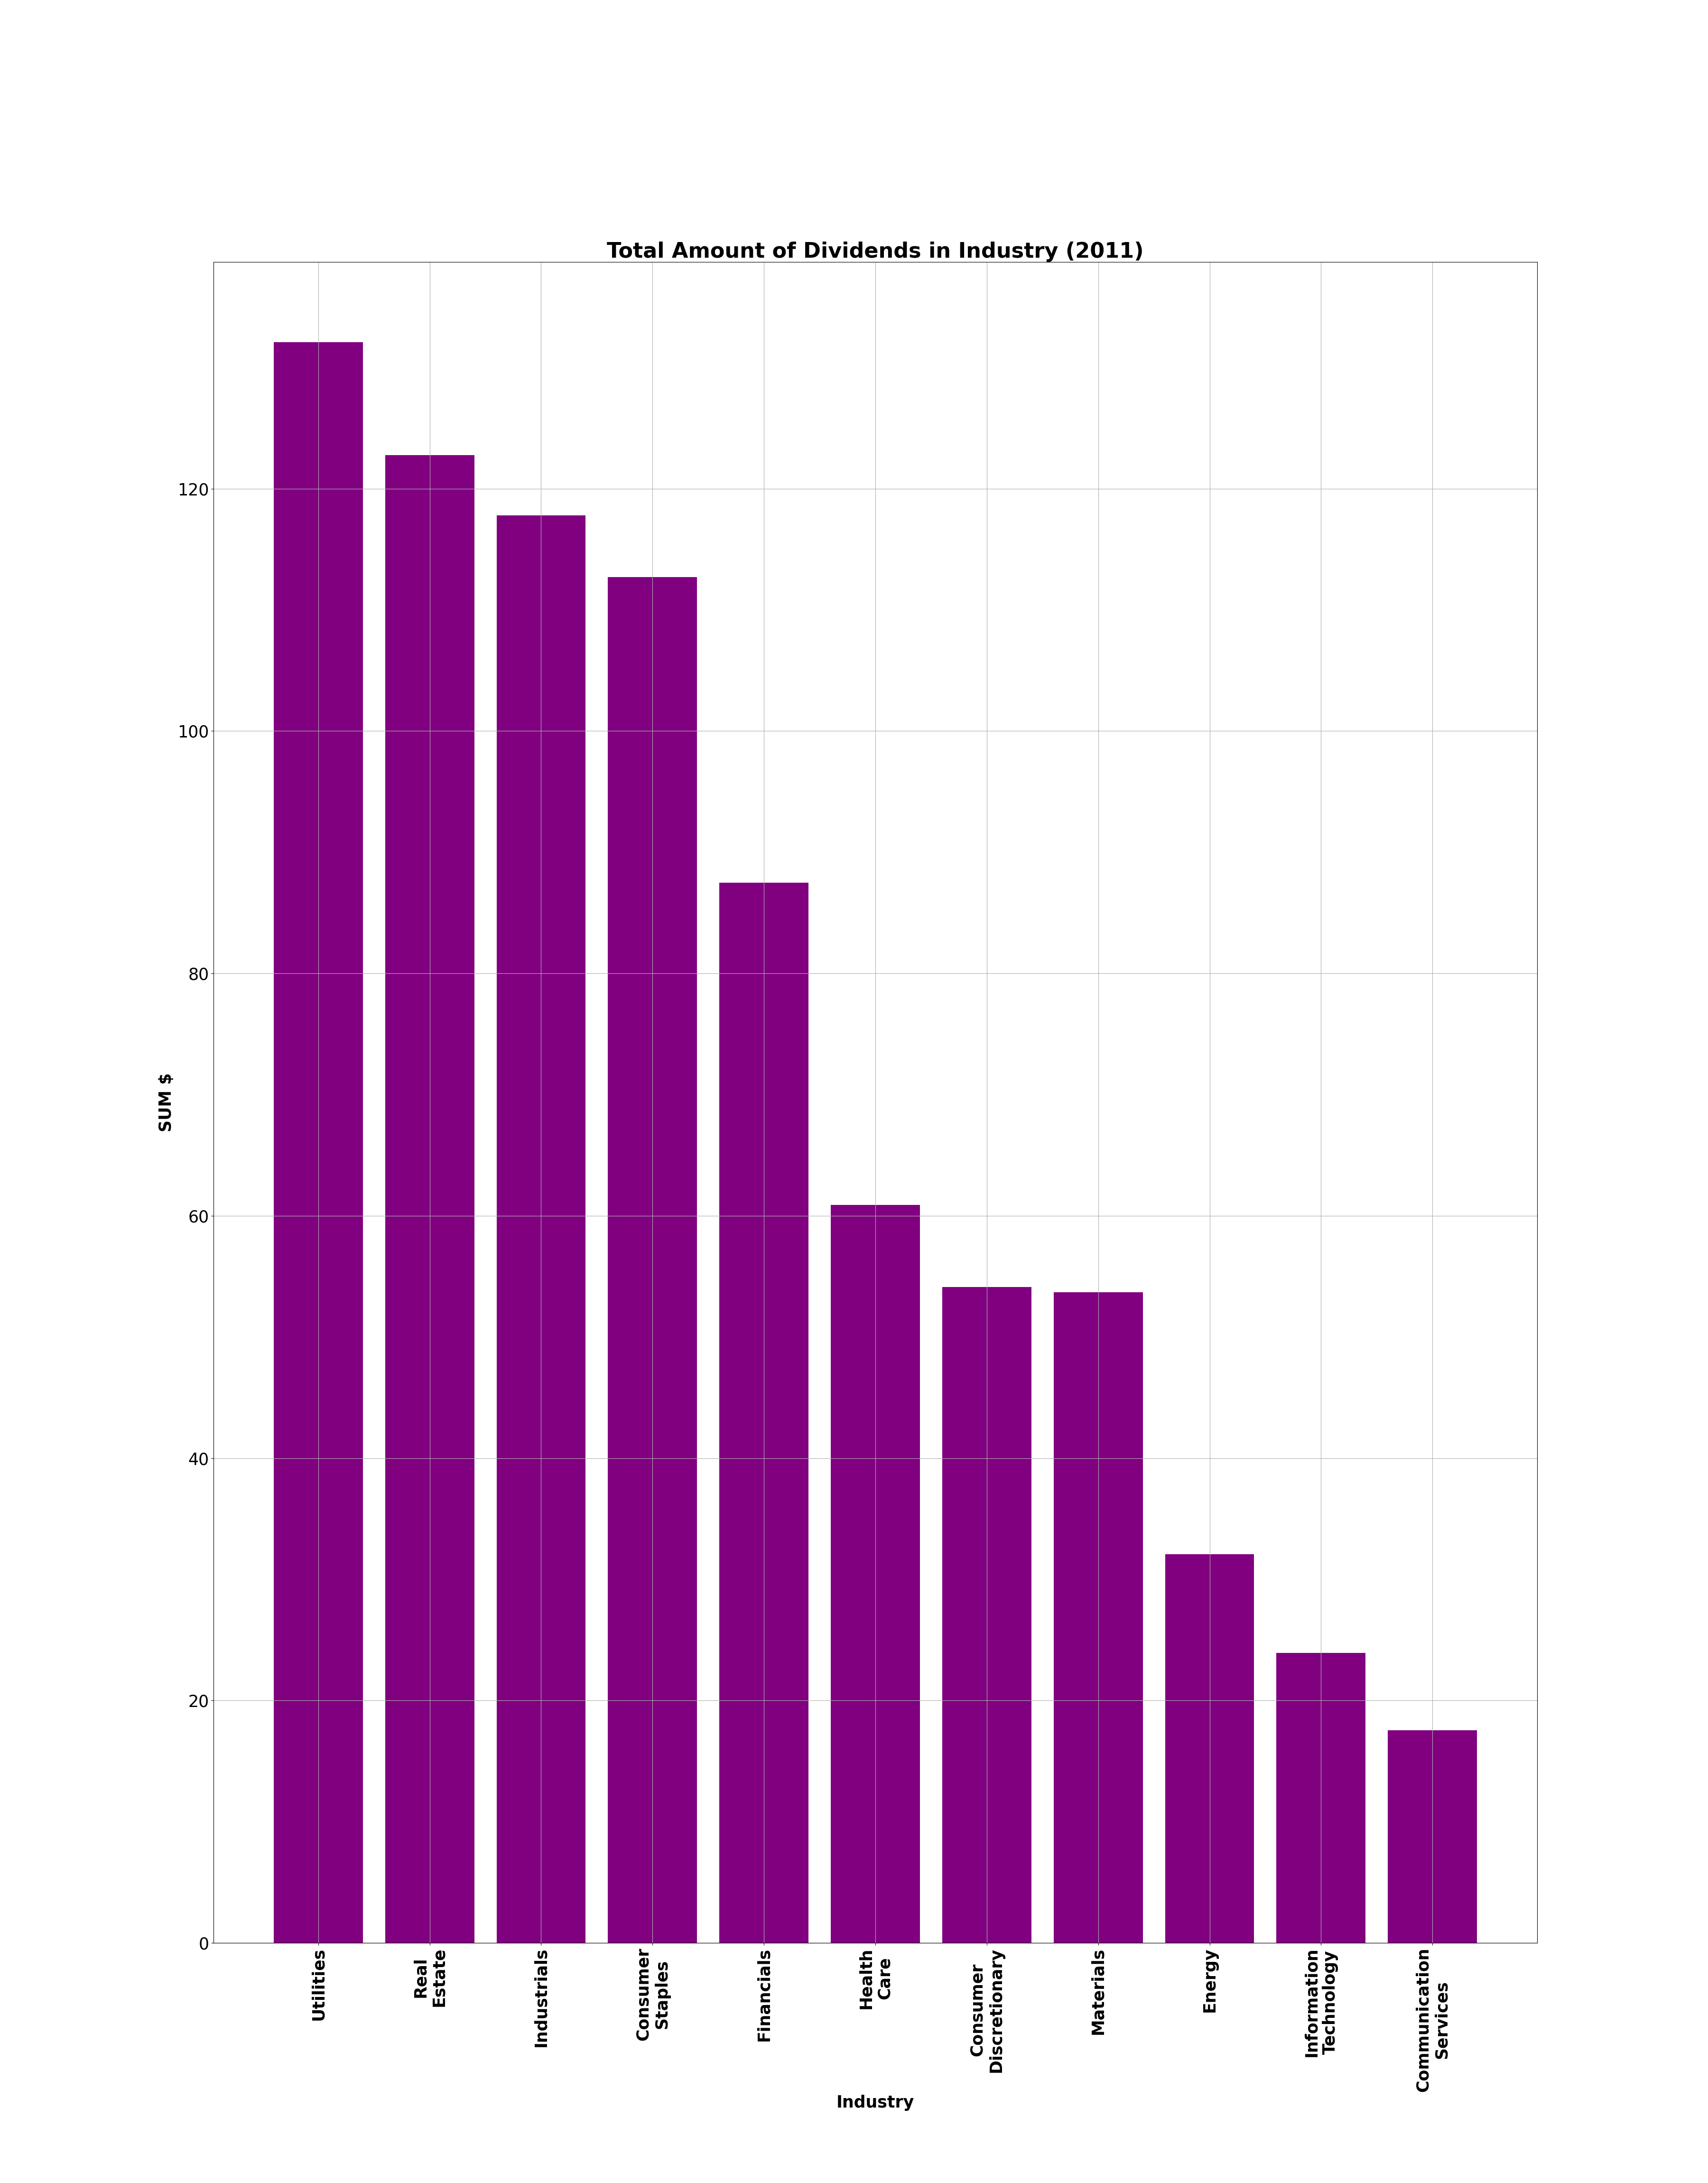 Total Amount of Dividends in Industry (2011)
120
100
80
60
40
20
0
SUM $
Utilities
Real
Estate
Industrials
Consumer
Staples
Financials
Health
Care
Consumer
Discretionary
Materials
Energy
Information
Technology
Communication
Services
Industry